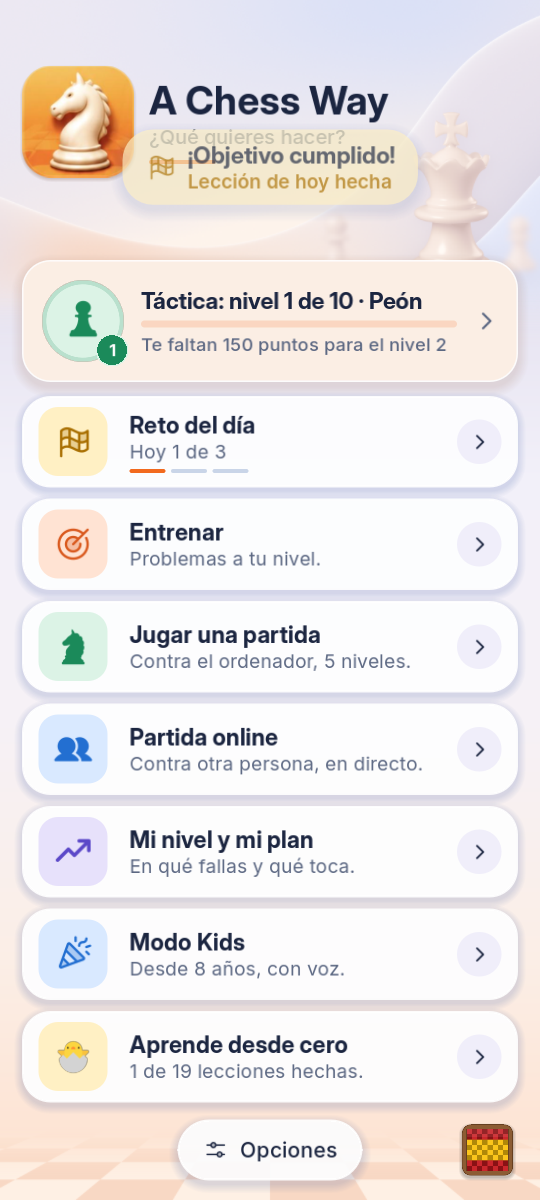 A Chess Way
¿Qué quieres hacer?
¡Objetivo cumplido!
Lección de hoy hecha
Táctica: nivel 1 de 10 · Peón
1
Te faltan 150 puntos para el nivel 2
Reto del día
Hoy 1 de 3
Entrenar
Problemas a tu nivel.
Jugar una partida
Contra el ordenador, 5 niveles.
Partida online
Contra otra persona, en directo.
Mi nivel y mi plan
En qué fallas y qué toca.
Modo Kids
Desde 8 años, con voz.
Aprende desde cero
1 de 19 lecciones hechas.
Opciones